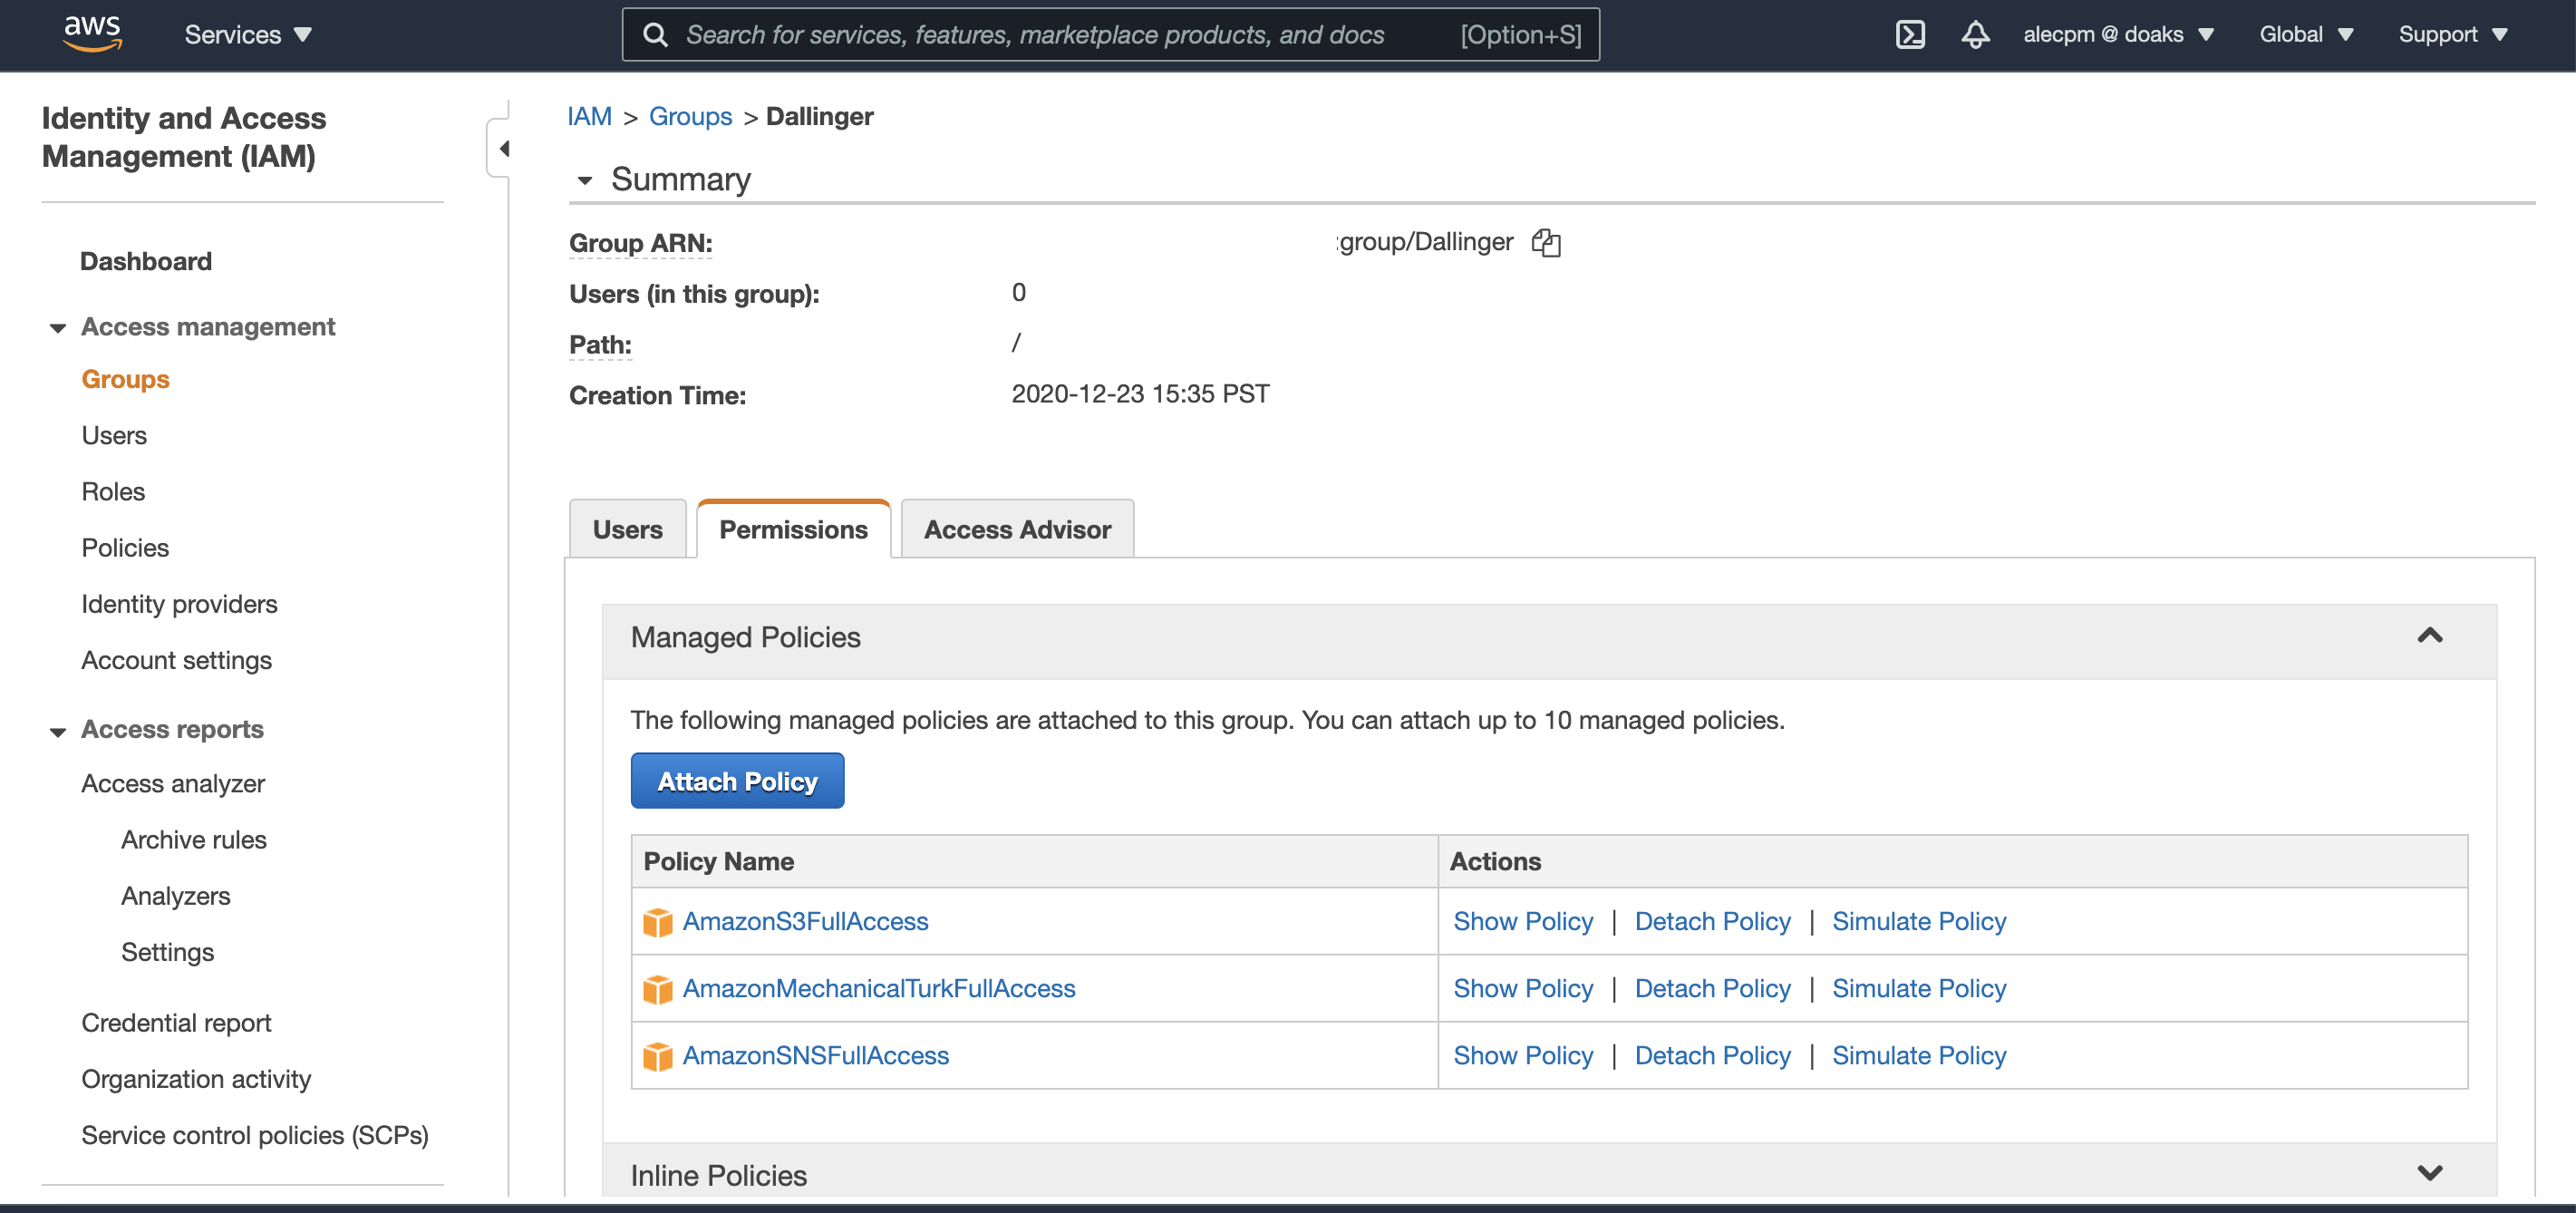 aws Services Search for services, features, marketplace products, and docs [Option+S] alecpm @ doaks Global Support
Identity and Access
Management (IAM)
Dashboard
Access management
Groups
Users
Roles
Policies
Identity providers
Account settings
Access reports
Access analyzer
Archive rules
Analyzers
Settings
Credential report
Organization activity
Service control policies (SCPs)
IAM > Groups > Dallinger
Summary
Group ARN: :group/Dallinger
Users (in this group): 0
Path: /
Creation Time: 2020-12-23 15:35 PST
Users Permissions Access Advisor
Managed Policies
The following managed policies are attached to this group. You can attach up to 10 managed policies.
Attach Policy
Policy Name Actions
AmazonS3FullAccess Show Policy | Detach Policy | Simulate Policy
AmazonMechanicalTurkFullAccess Show Policy | Detach Policy | Simulate Policy
AmazonSNSFullAccess Show Policy | Detach Policy | Simulate Policy
Inline Policies